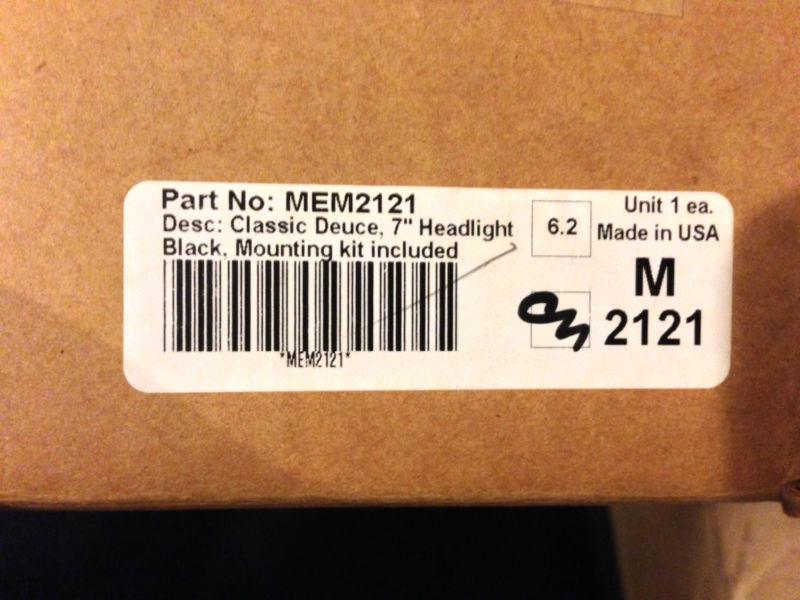 Part No: MEM2121
Desc: Classic Deuce, 7" Headlight
Black, Mounting kit included
*MEM2121*
6.2
Unit 1 ea.
Made in USA
M
2121